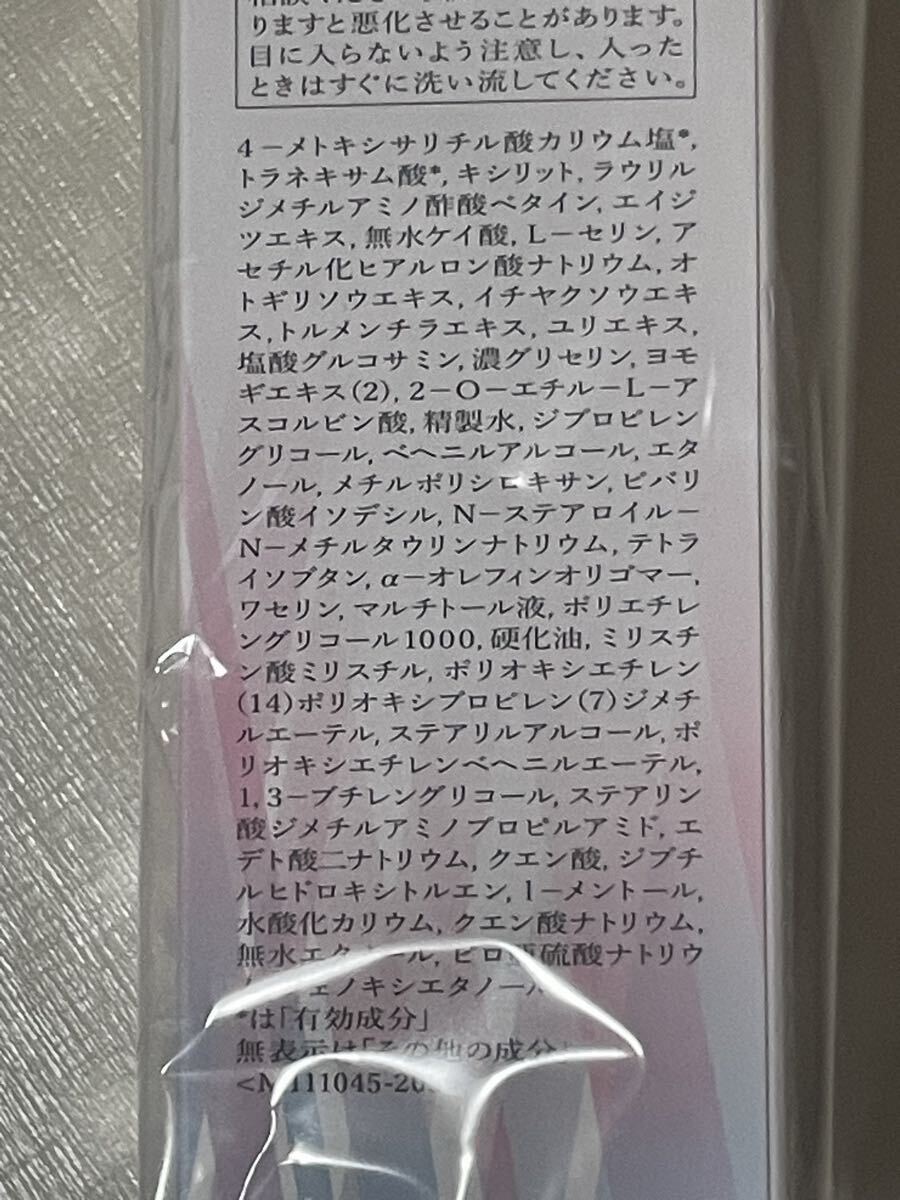 りますと悪化させることがあります。
目に入らないよう注意し、入った
ときはすぐに洗い流してください。
4－メトキシサリチル酸カリウム塩*,
トラネキサム酸*, キシリット, ラウリル
ジメチルアミノ酢酸ベタイン, エイジ
ツエキス, 無水ケイ酸, L－セリン, ア
セチル化ヒアルロン酸ナトリウム, オ
トギリソウエキス, イチヤクソウエキ
ス,トルメンチラエキス, ユリエキス,
塩酸グルコサミン, 濃グリセリン, ヨモ
ギエキス(2), 2－O－エチル－L－ア
スコルビン酸, 精製水, ジプロピレン
グリコール, ベヘニルアルコール, エタ
ノール, メチルポリシロキサン, ピバリ
ン酸イソデシル, N－ステアロイル－
N－メチルタウリンナトリウム, テトラ
イソブタン, α－オレフィンオリゴマー,
ワセリン, マルチトール液, ポリエチレ
ングリコール1000, 硬化油, ミリスチ
ン酸ミリスチル, ポリオキシエチレン
(14)ポリオキシプロピレン(7)ジメチ
ルエーテル, ステアリルアルコール, ポ
リオキシエチレンベヘニルエーテル,
1, 3－ブチレングリコール, ステアリン
酸ジメチルアミノプロピルアミド, エ
デト酸二ナトリウム, クエン酸, ジブチ
ルヒドロキシトルエン, l－メントール,
水酸化カリウム, クエン酸ナトリウム,
無水エタノール, ピロ亜硫酸ナトリウ
ェノキシエタノール
*は「有効成分」
無表示は「その他の成分」